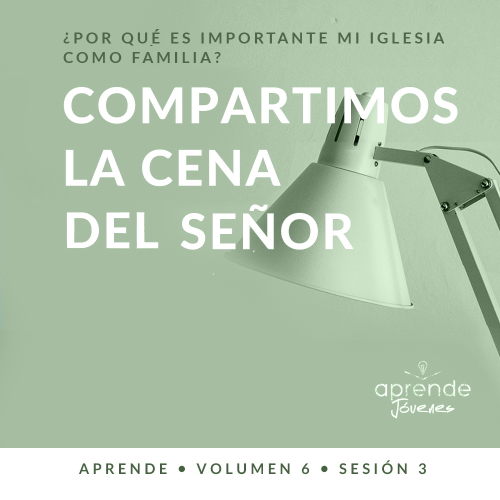 ¿POR QUÉ ES IMPORTANTE MI IGLESIA
COMO FAMILIA?
COMPARTIMOS
LA CENA
DEL SEÑOR
aprende
Jóvenes
APRENDE • VOLUMEN 6 • SESIÓN 3